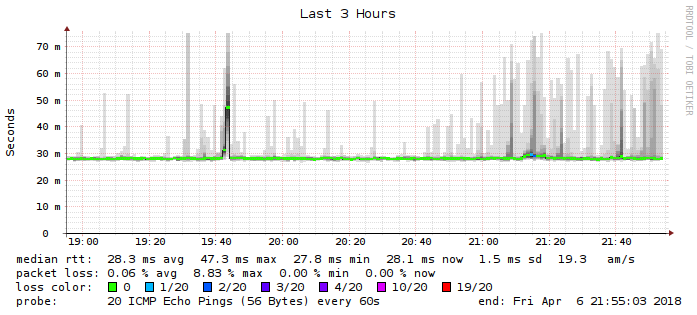 Last 3 Hours
RRDTOOL / TOBI OETIKER
Seconds
70 m
60 m
50 m
40 m
30 m
20 m
10 m
0
19:00 19:20 19:40 20:00 20:20 20:40 21:00 21:20 21:40
median rtt: 28.3 ms avg 47.3 ms max 27.8 ms min 28.1 ms now 1.5 ms sd 19.3 am/s
packet loss: 0.06 % avg 8.83 % max 0.00 % min 0.00 % now
loss color: 0 1/20 2/20 3/20 4/20 10/20 19/20
probe: 20 ICMP Echo Pings (56 Bytes) every 60s end: Fri Apr 6 21:55:03 2018